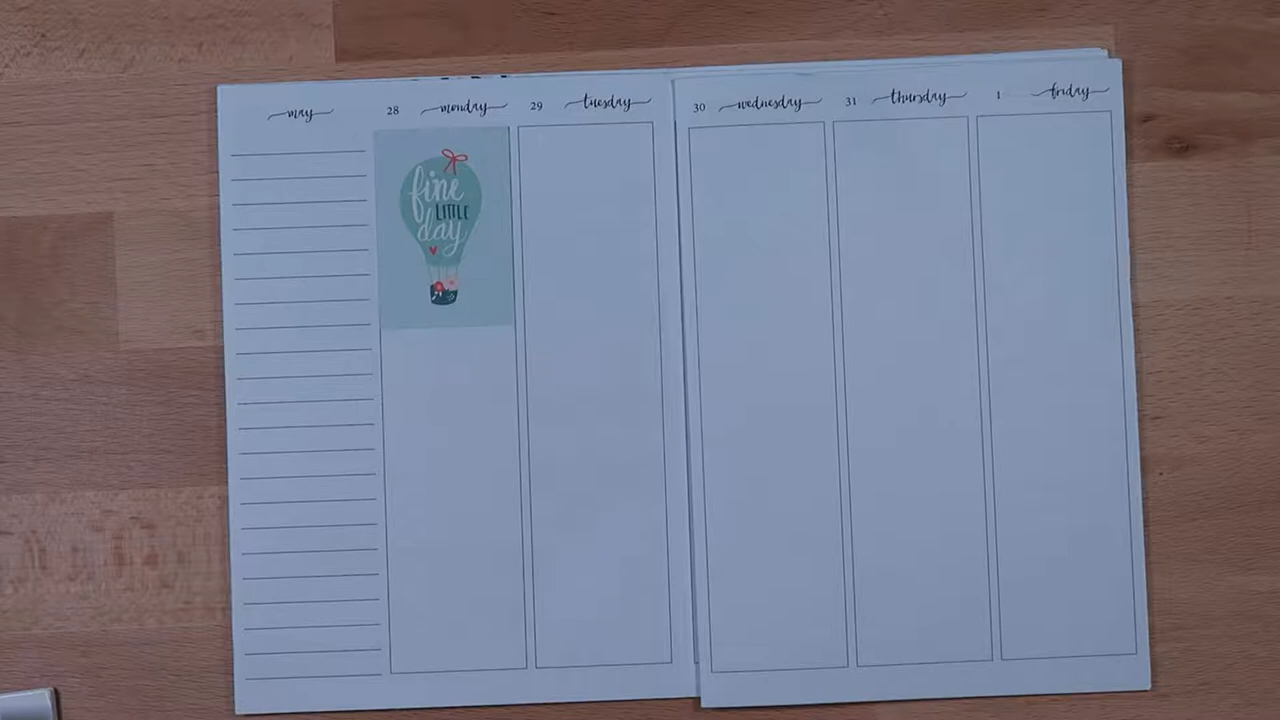 may
28 monday
29 tuesday
30 wednesday
31 thursday
1 friday
fine
LITTLE
day